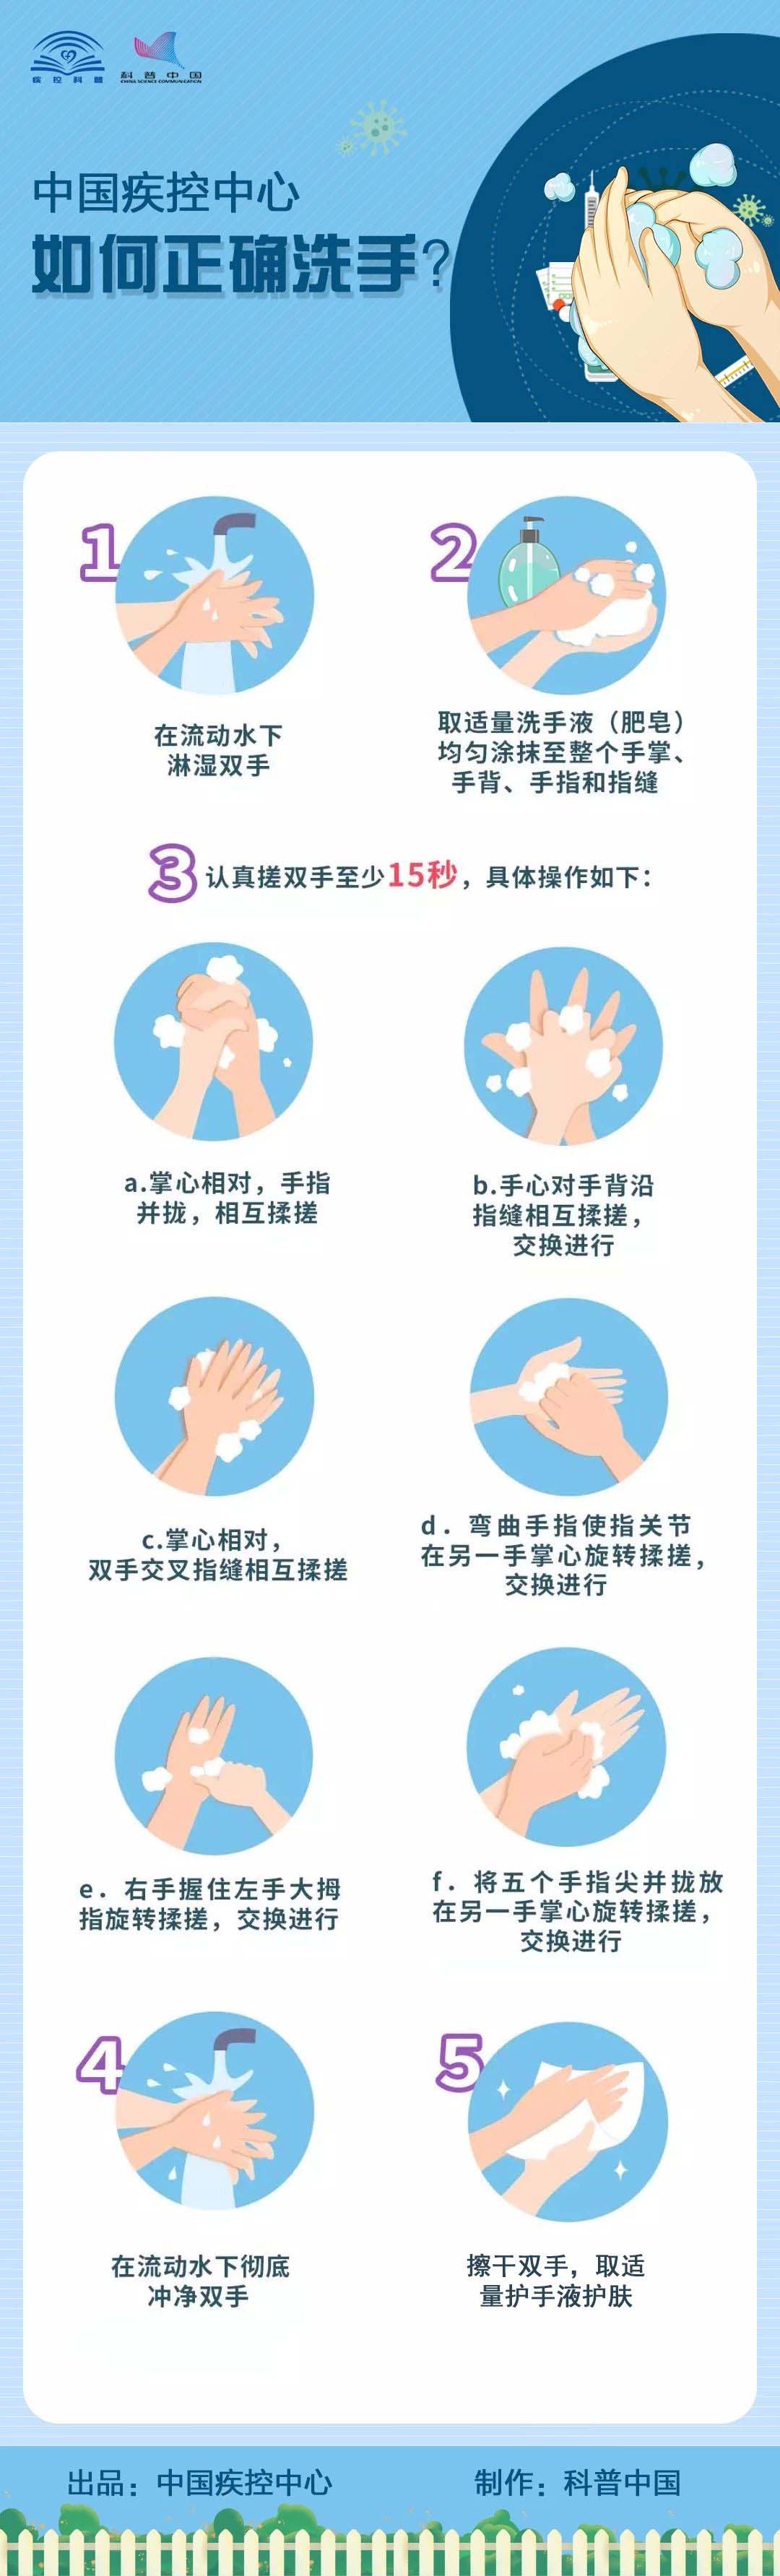 疾控科普
科普中国
CHINA SCIENCE COMMUNICATION
中国疾控中心
如何正确洗手?
1
在流动水下
淋湿双手
2
取适量洗手液（肥皂）
均匀涂抹至整个手掌、
手背、手指和指缝
3 认真搓双手至少15秒，具体操作如下：
a.掌心相对，手指
并拢，相互揉搓
b.手心对手背沿
指缝相互揉搓，
交换进行
c.掌心相对，
双手交叉指缝相互揉搓
d．弯曲手指使指关节
在另一手掌心旋转揉搓，
交换进行
e．右手握住左手大拇
指旋转揉搓，交换进行
f．将五个手指尖并拢放
在另一手掌心旋转揉搓，
交换进行
4
在流动水下彻底
冲净双手
5
擦干双手，取适
量护手液护肤
出品：中国疾控中心
制作：科普中国